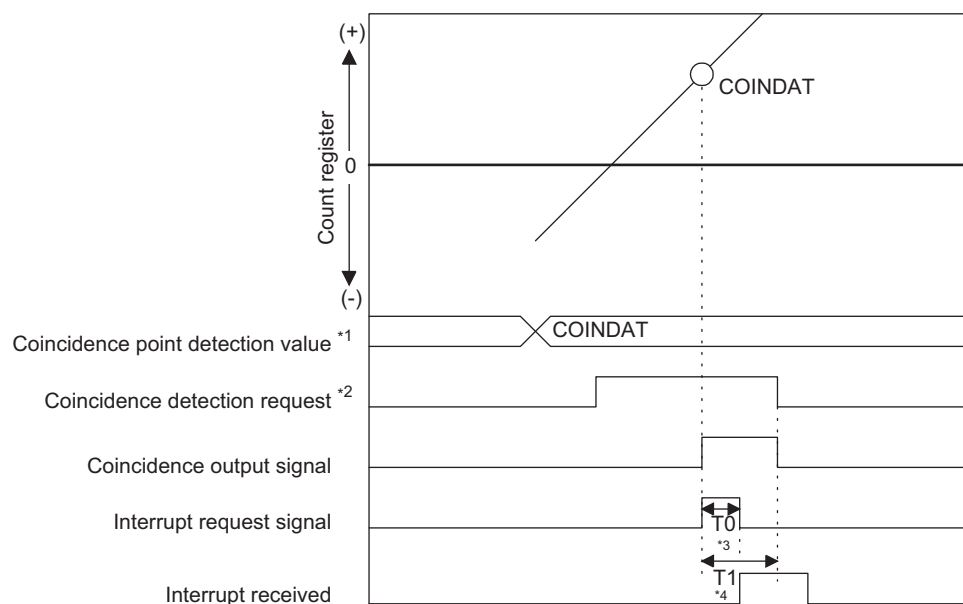 (+)
COINDAT
Count register
0
(-)
Coincidence point detection value *1
COINDAT
Coincidence detection request *2
Coincidence output signal
Interrupt request signal
T0
*3
T1
*4
Interrupt received